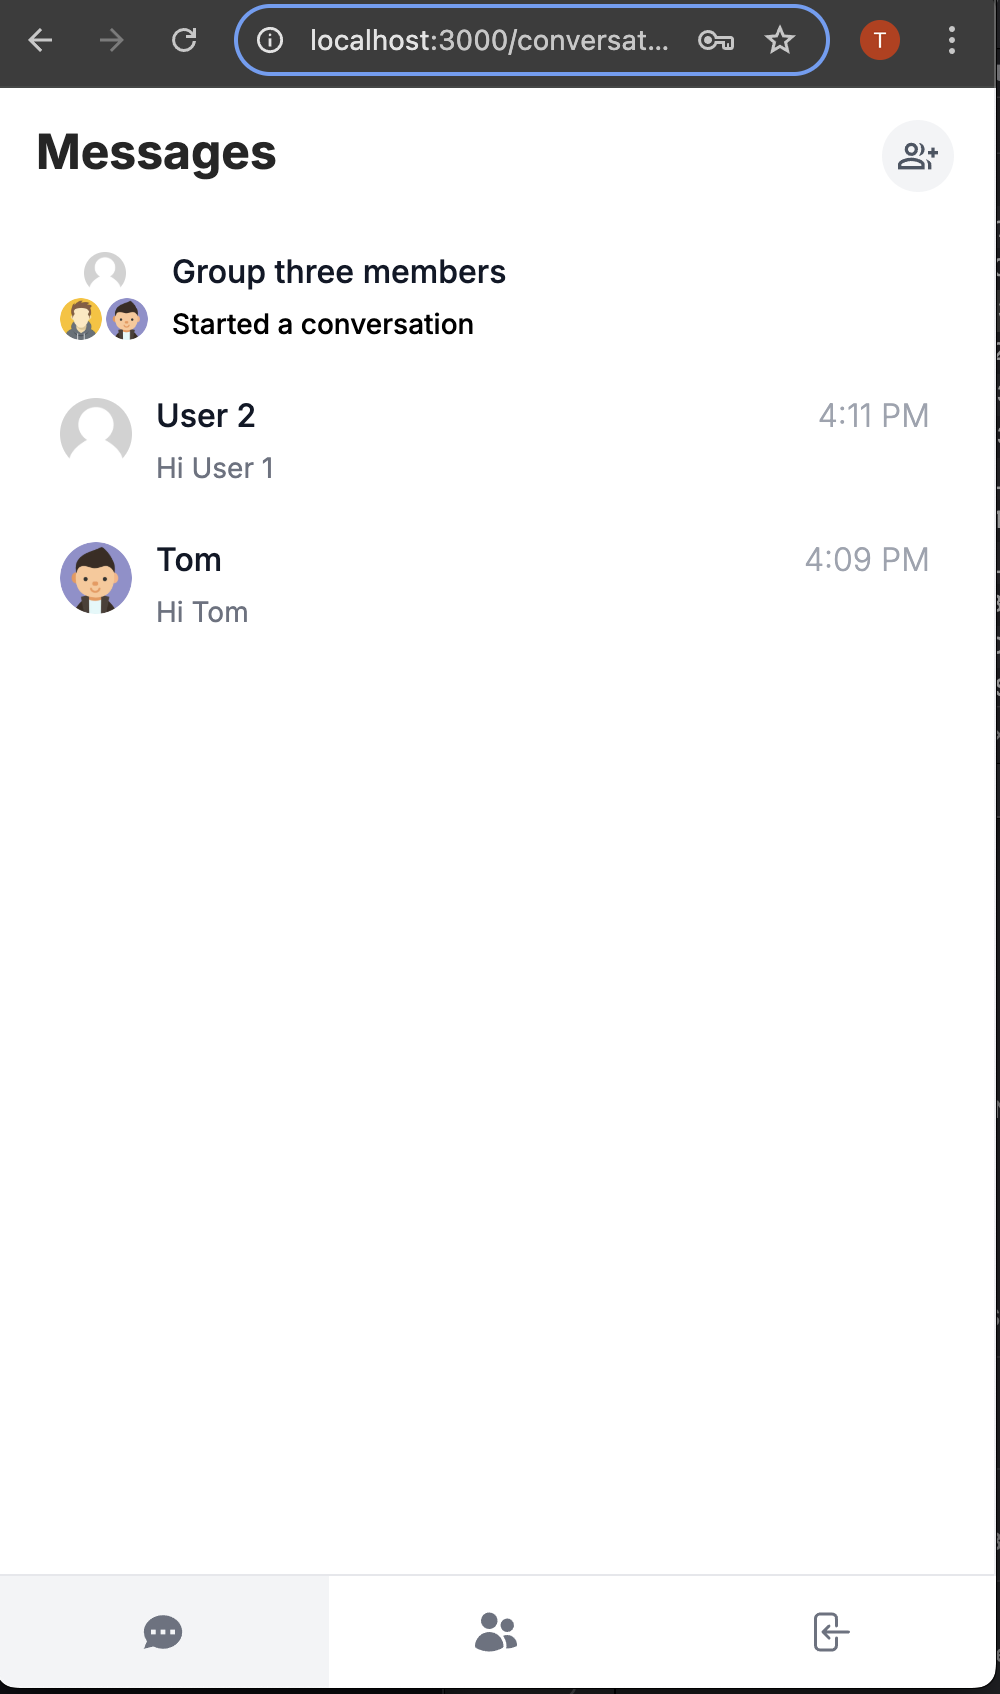 localhost:3000/conversat...
T
Messages
Group three members
Started a conversation
User 2
4:11 PM
Hi User 1
Tom
4:09 PM
Hi Tom